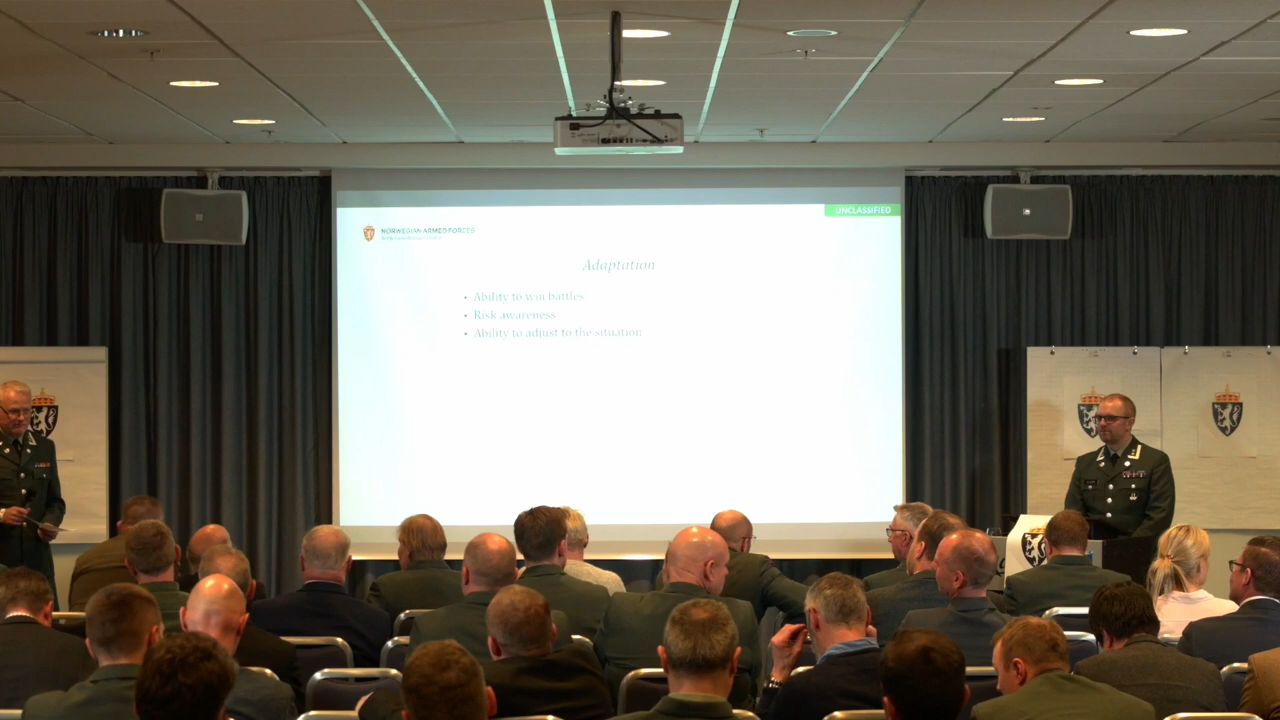 UNCLASSIFIED
NORWEGIAN ARMED FORCES
Adaptation
• Ability to win battles
• Risk awareness
• Ability to adjust to the situation